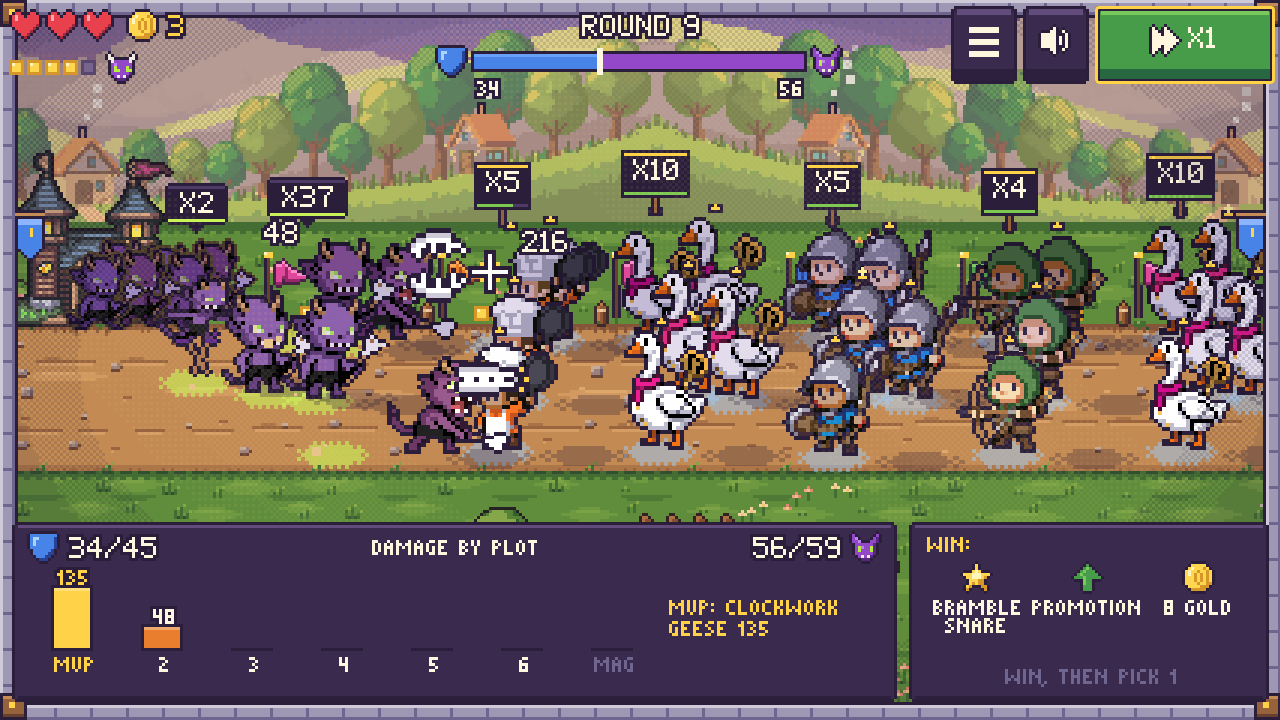 3
ROUND 9
X1
34
56
X2
X37
X5
X10
X5
X4
X10
48
216
34/45
DAMAGE BY PLOT
56/59
135
48
MVP
2
3
4
5
6
MAG
MVP: CLOCKWORK
GEESE 135
WIN:
BRAMBLE
SNARE
PROMOTION
8 GOLD
WIN, THEN PICK 1